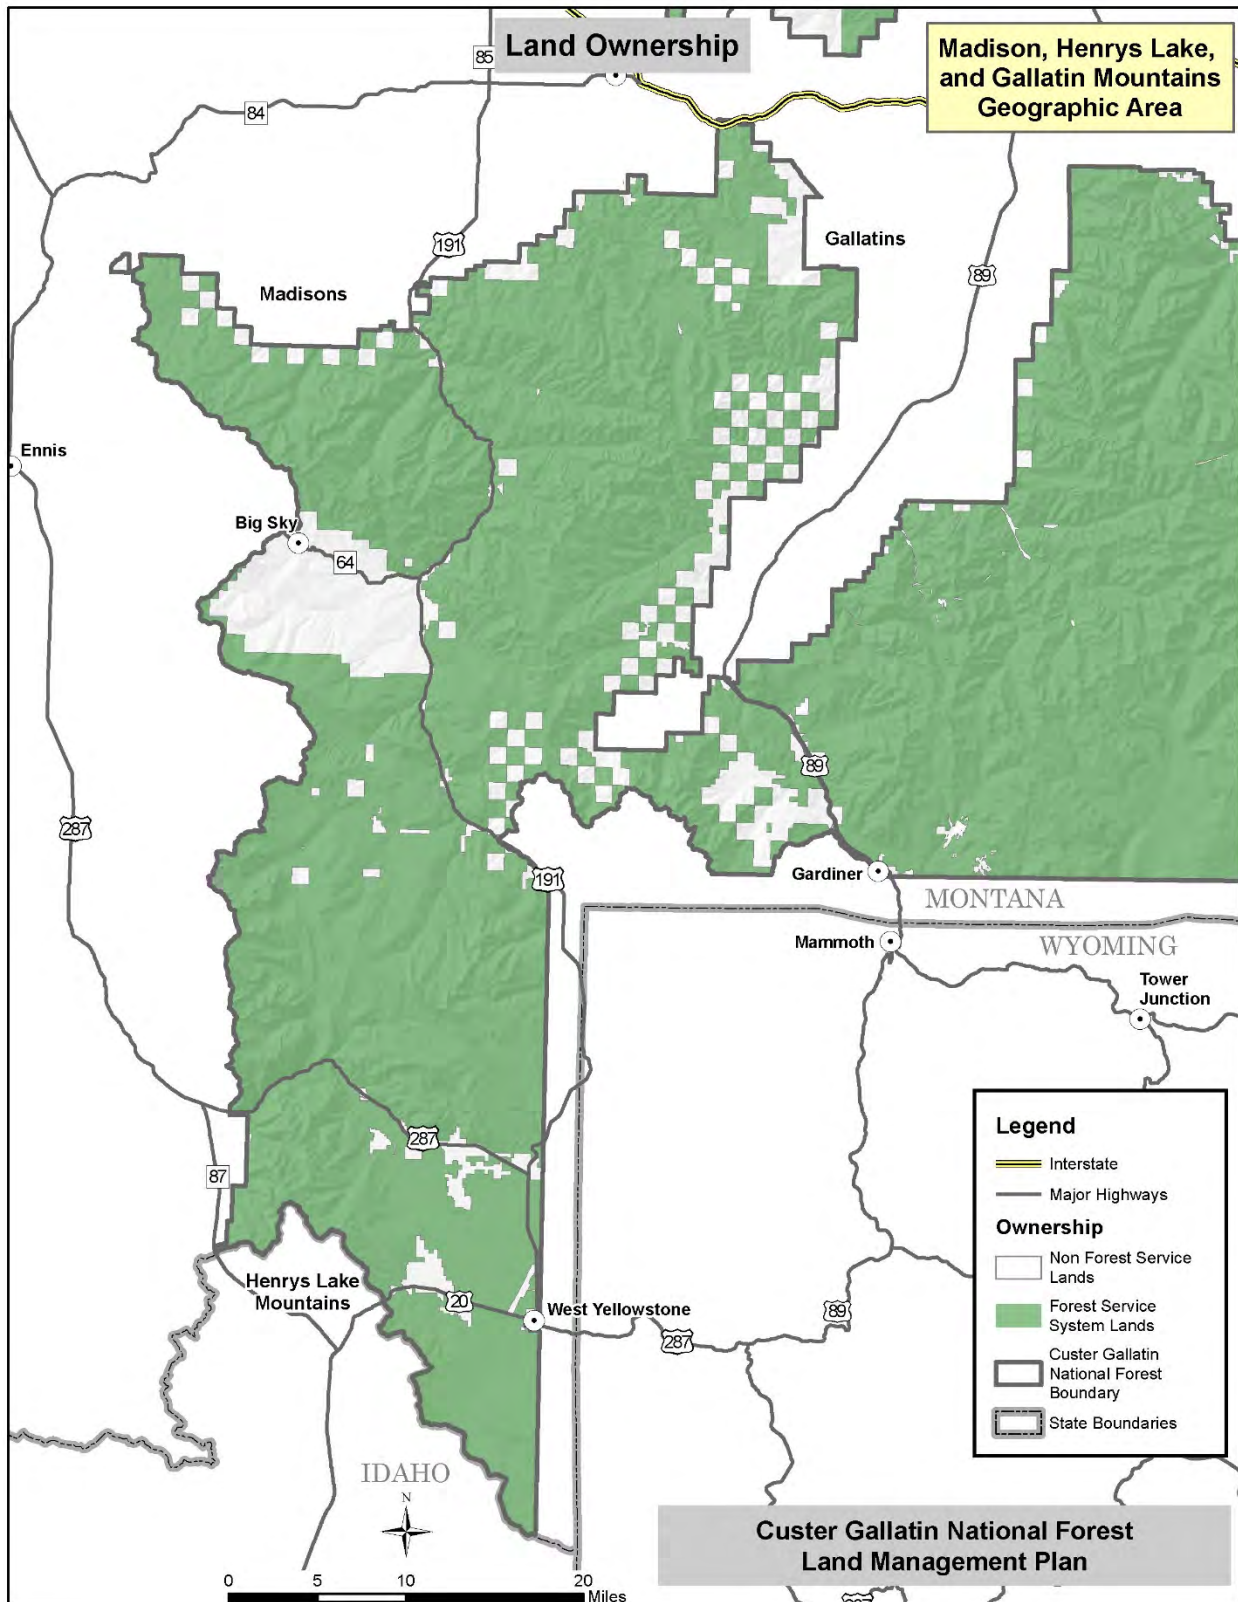 Land Ownership
Madison, Henrys Lake,
and Gallatin Mountains
Geographic Area
85
84
191
Gallatins
89
Madisons
Ennis
Big Sky
64
89
287
191
Gardiner
MONTANA
Mammoth
WYOMING
Tower
Junction
287
87
Henrys Lake
Mountains
20
West Yellowstone
89
287
IDAHO
N
Legend
Interstate
Major Highways
Ownership
Non Forest Service
Lands
Forest Service
System Lands
Custer Gallatin
National Forest
Boundary
State Boundaries
Custer Gallatin National Forest
Land Management Plan
0 5 10 20
Miles